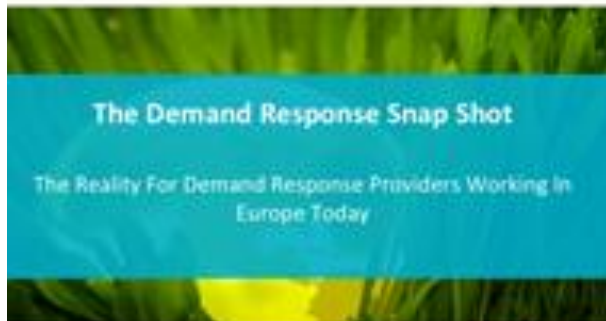 The Demand Response Snap Shot
The Reality For Demand Response Providers Working In
Europe Today